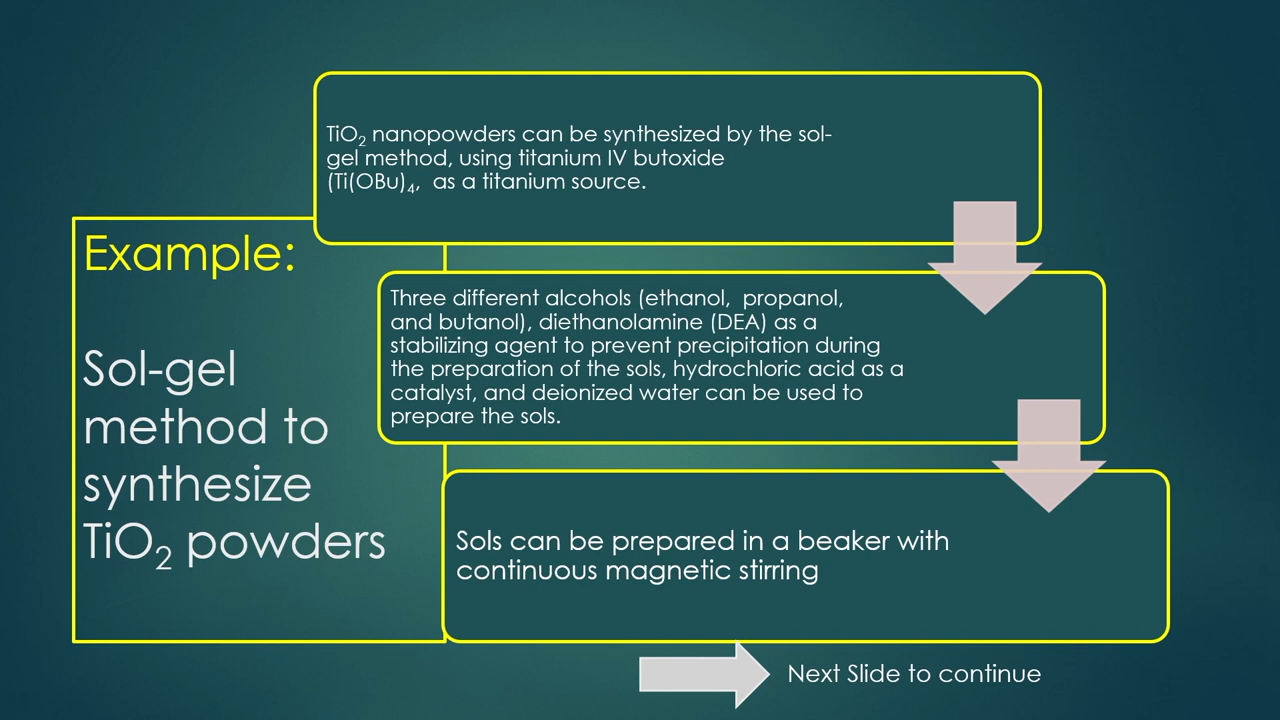 Example:
Sol-gel
method to
synthesize
TiO₂ powders
TiO₂ nanopowders can be synthesized by the sol-
gel method, using titanium IV butoxide
(Ti(OBu)₄,  as a titanium source.
Three different alcohols (ethanol,  propanol,
and butanol), diethanolamine (DEA) as a
stabilizing agent to prevent precipitation during
the preparation of the sols, hydrochloric acid as a
catalyst, and deionized water can be used to
prepare the sols.
Sols can be prepared in a beaker with
continuous magnetic stirring
Next Slide to continue